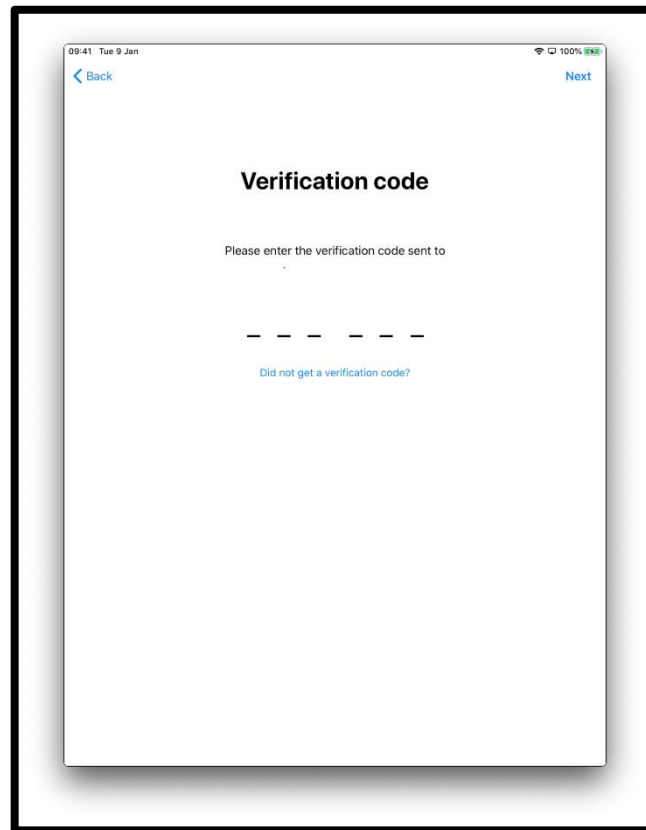 09:41 Tue 9 Jan 100%
Back Next
Verification code
Please enter the verification code sent to
Did not get a verification code?